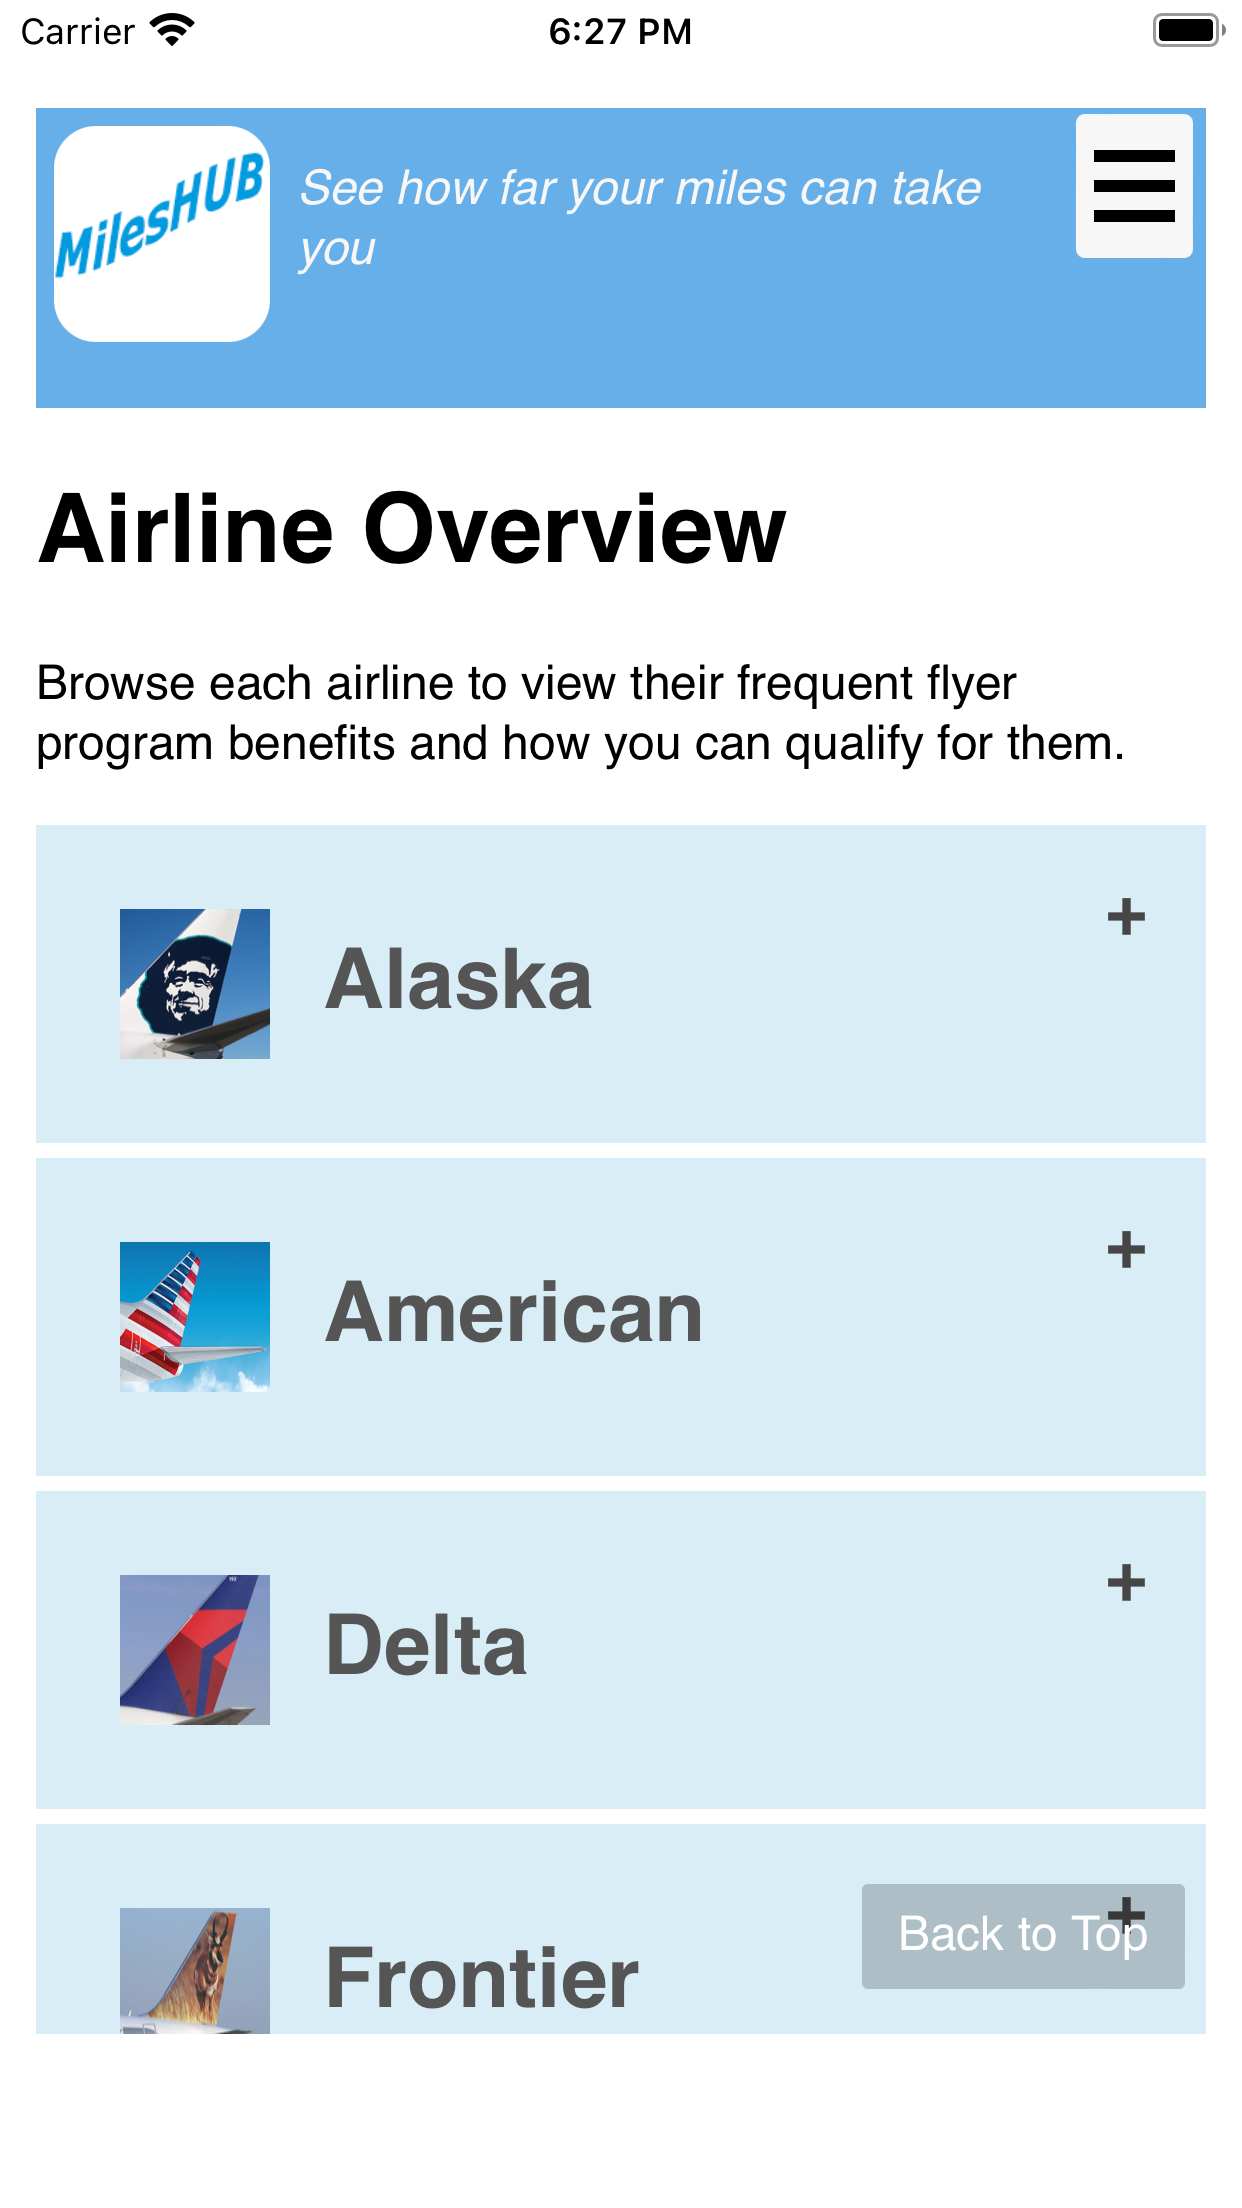 Carrier
6:27 PM
MilesHUB
See how far your miles can take
you
Airline Overview
Browse each airline to view their frequent flyer
program benefits and how you can qualify for them.
+
Alaska
+
American
+
Delta
+
Frontier
Back to Top